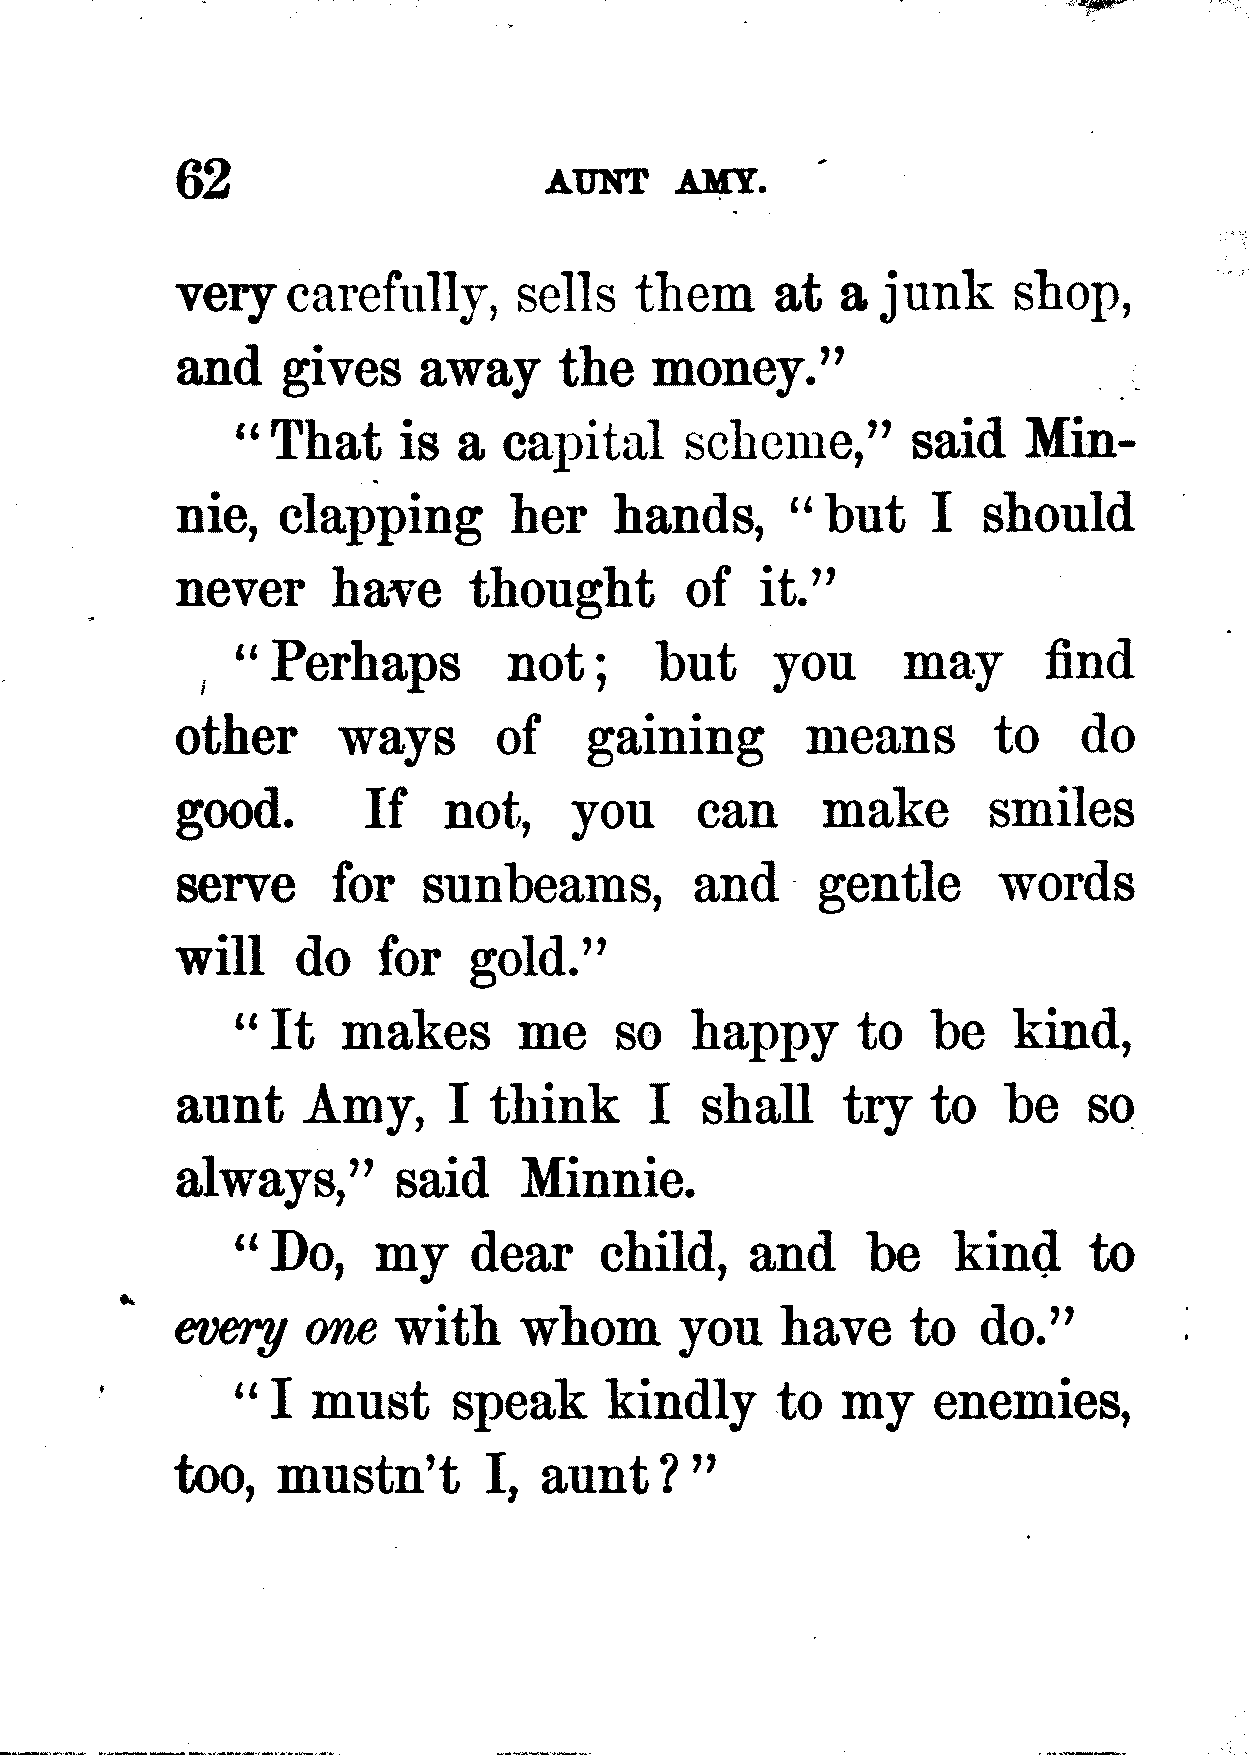 62 AUNT AMY.
very carefully, sells them at a junk shop,
and gives away the money."
"That is a capital scheme," said Min-
nie, clapping her hands, "but I should
never have thought of it."
"Perhaps not; but you may find
other ways of gaining means to do
good. If not, you can make smiles
serve for sunbeams, and gentle words
will do for gold."
"It makes me so happy to be kind,
aunt Amy, I think I shall try to be so
always," said Minnie.
"Do, my dear child, and be kind to
every one with whom you have to do."
"I must speak kindly to my enemies,
too, mustn't I, aunt?"